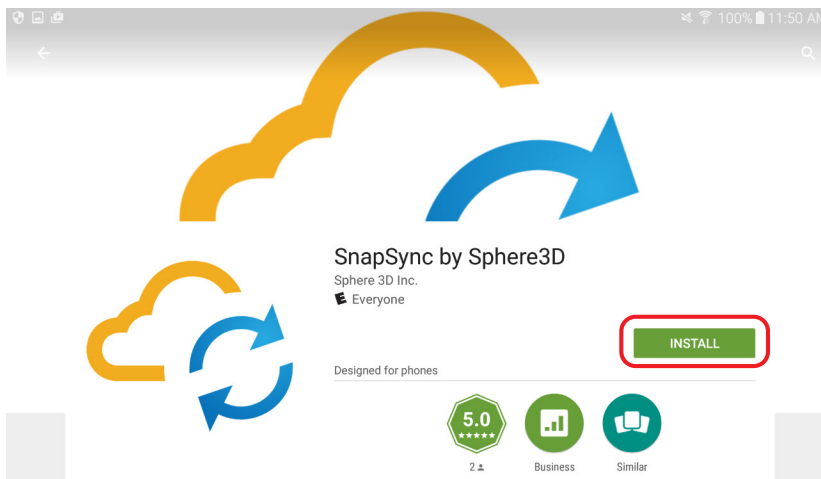 100% 11:50 AM
SnapSync by Sphere3D
Sphere 3D Inc.
E Everyone
INSTALL
Designed for phones
5.0
2 Business Similar